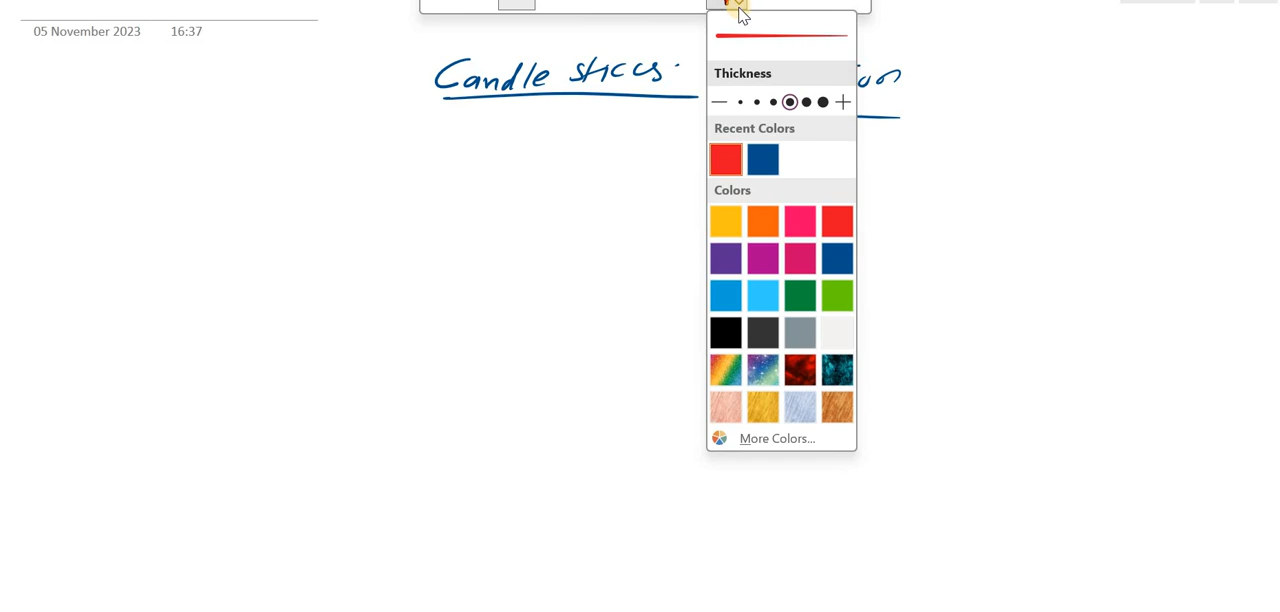 05 November 2023 16:37
Candle sticcs.
Thickness
Recent Colors
Colors
More Colors...